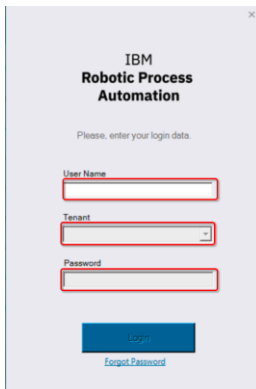 IBM
Robotic Process
Automation
Please, enter your login data.
User Name
Tenant
Password
Login
Forgot Password